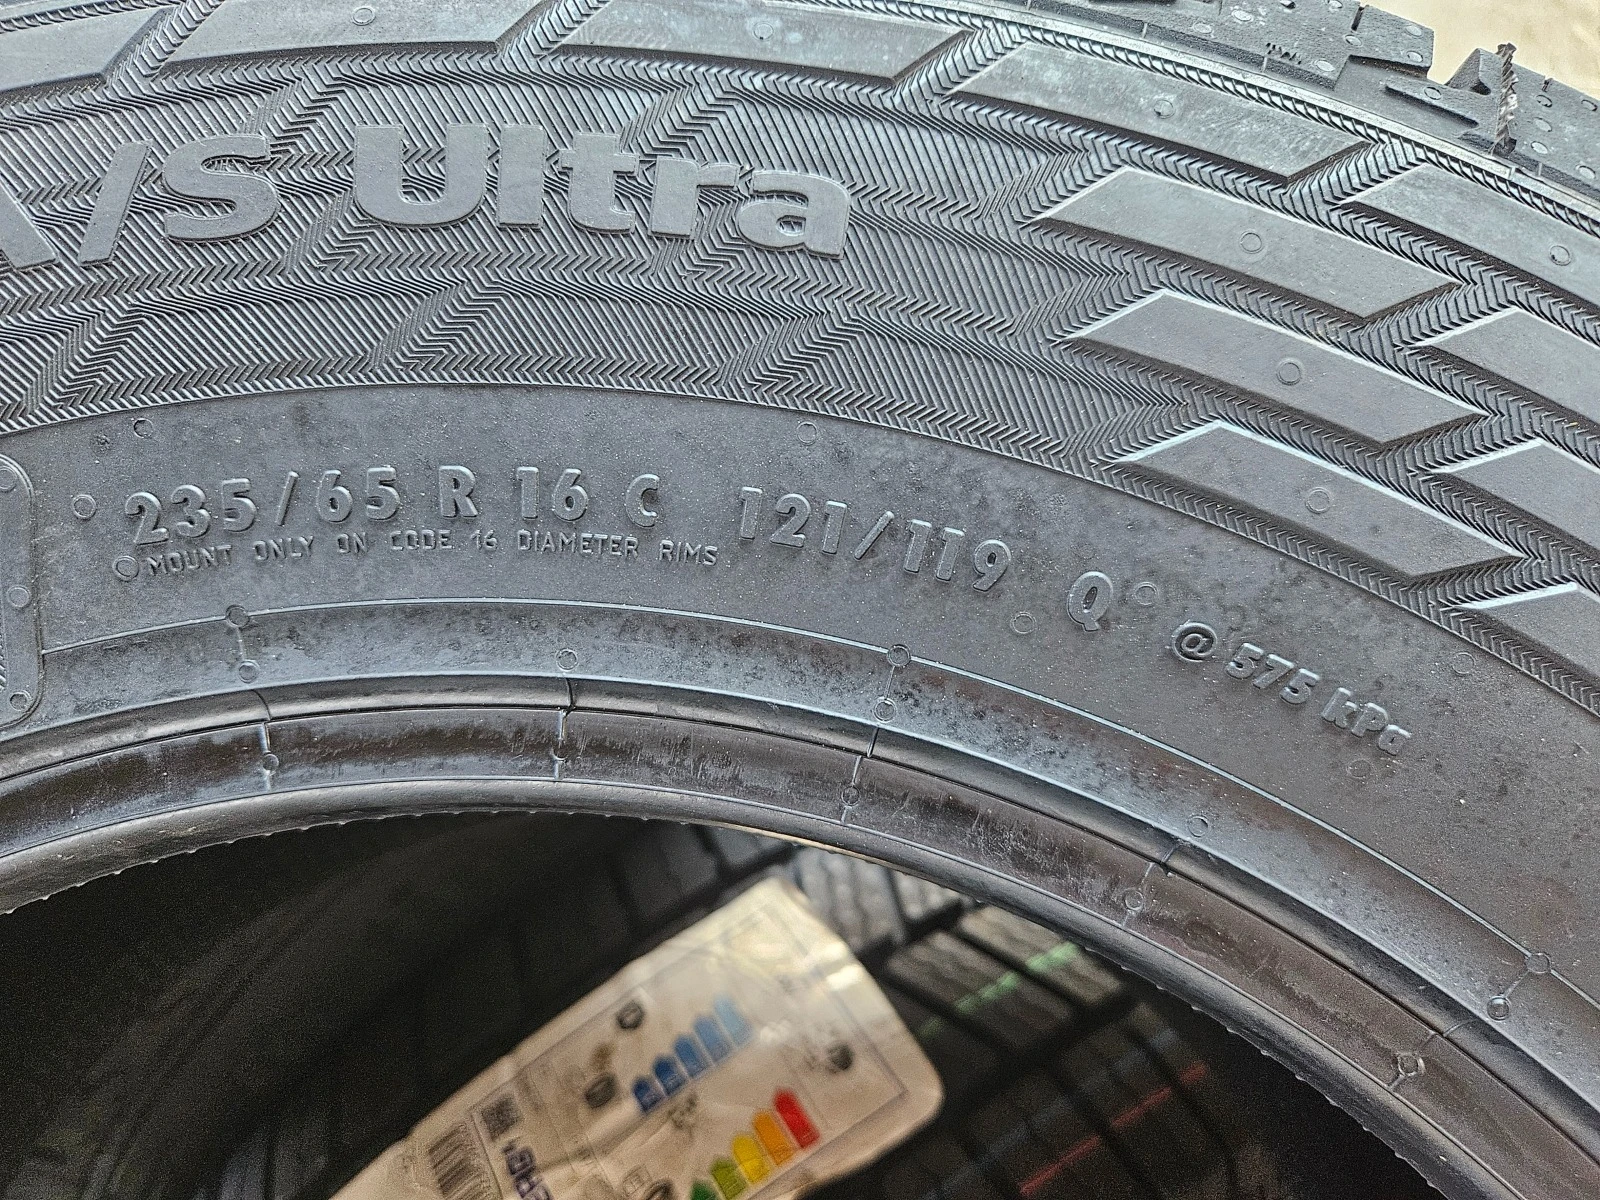 A/S Ultra
235/65 R 16 C 121/119 Q @ 575 kPa
MOUNT ONLY ON CODE 16 DIAMETER RIMS